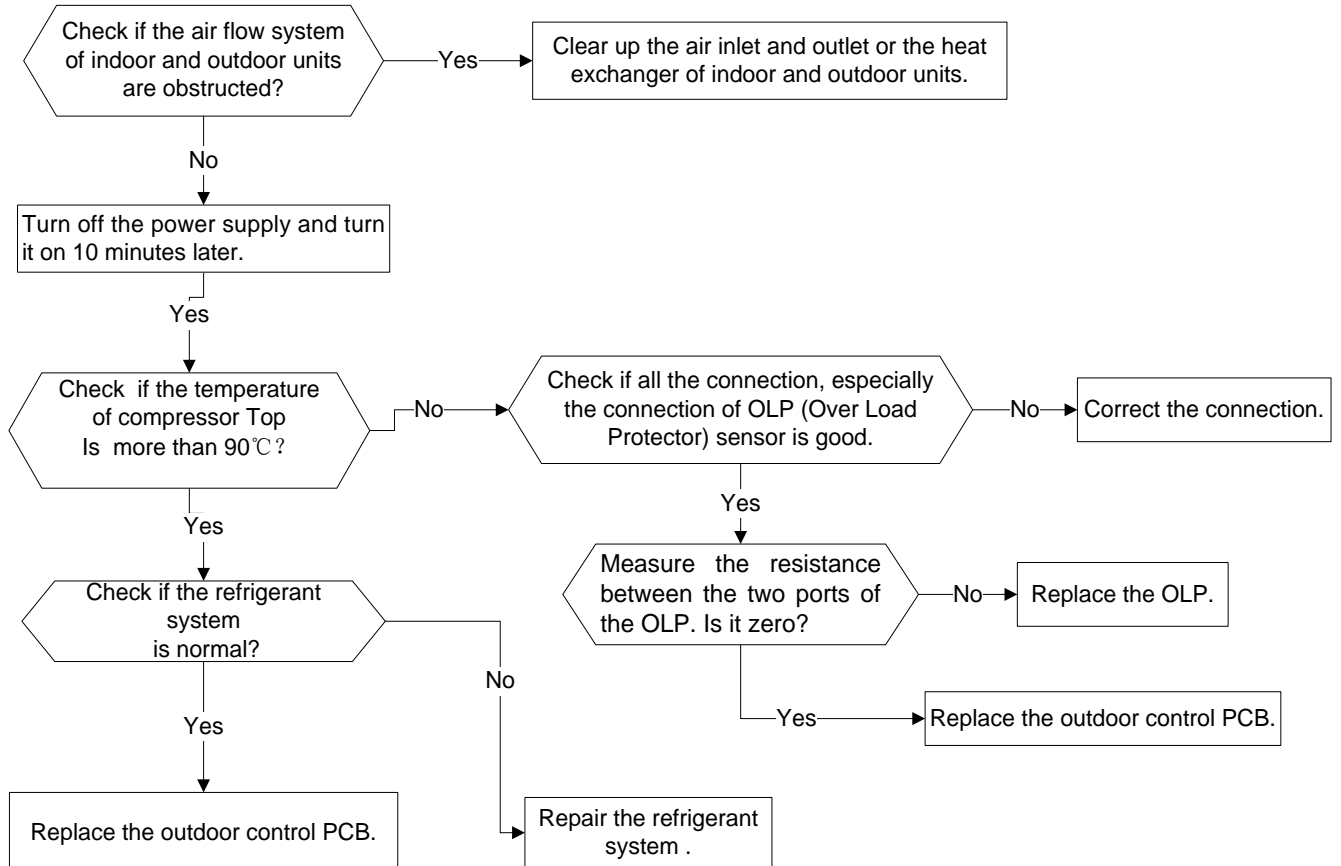 Check if the air flow system
of indoor and outdoor units
are obstructed?
Yes
Clear up the air inlet and outlet or the heat
exchanger of indoor and outdoor units.
No
Turn off the power supply and turn
it on 10 minutes later.
Yes
Check if the temperature
of compressor Top
Is more than 90℃?
No
Check if all the connection, especially
the connection of OLP (Over Load
Protector) sensor is good.
No
Correct the connection.
Yes
Yes
Measure the resistance
between the two ports of
the OLP. Is it zero?
No
Replace the OLP.
Check if the refrigerant
system
is normal?
No
Yes
Yes
Replace the outdoor control PCB.
Replace the outdoor control PCB.
Repair the refrigerant
system .